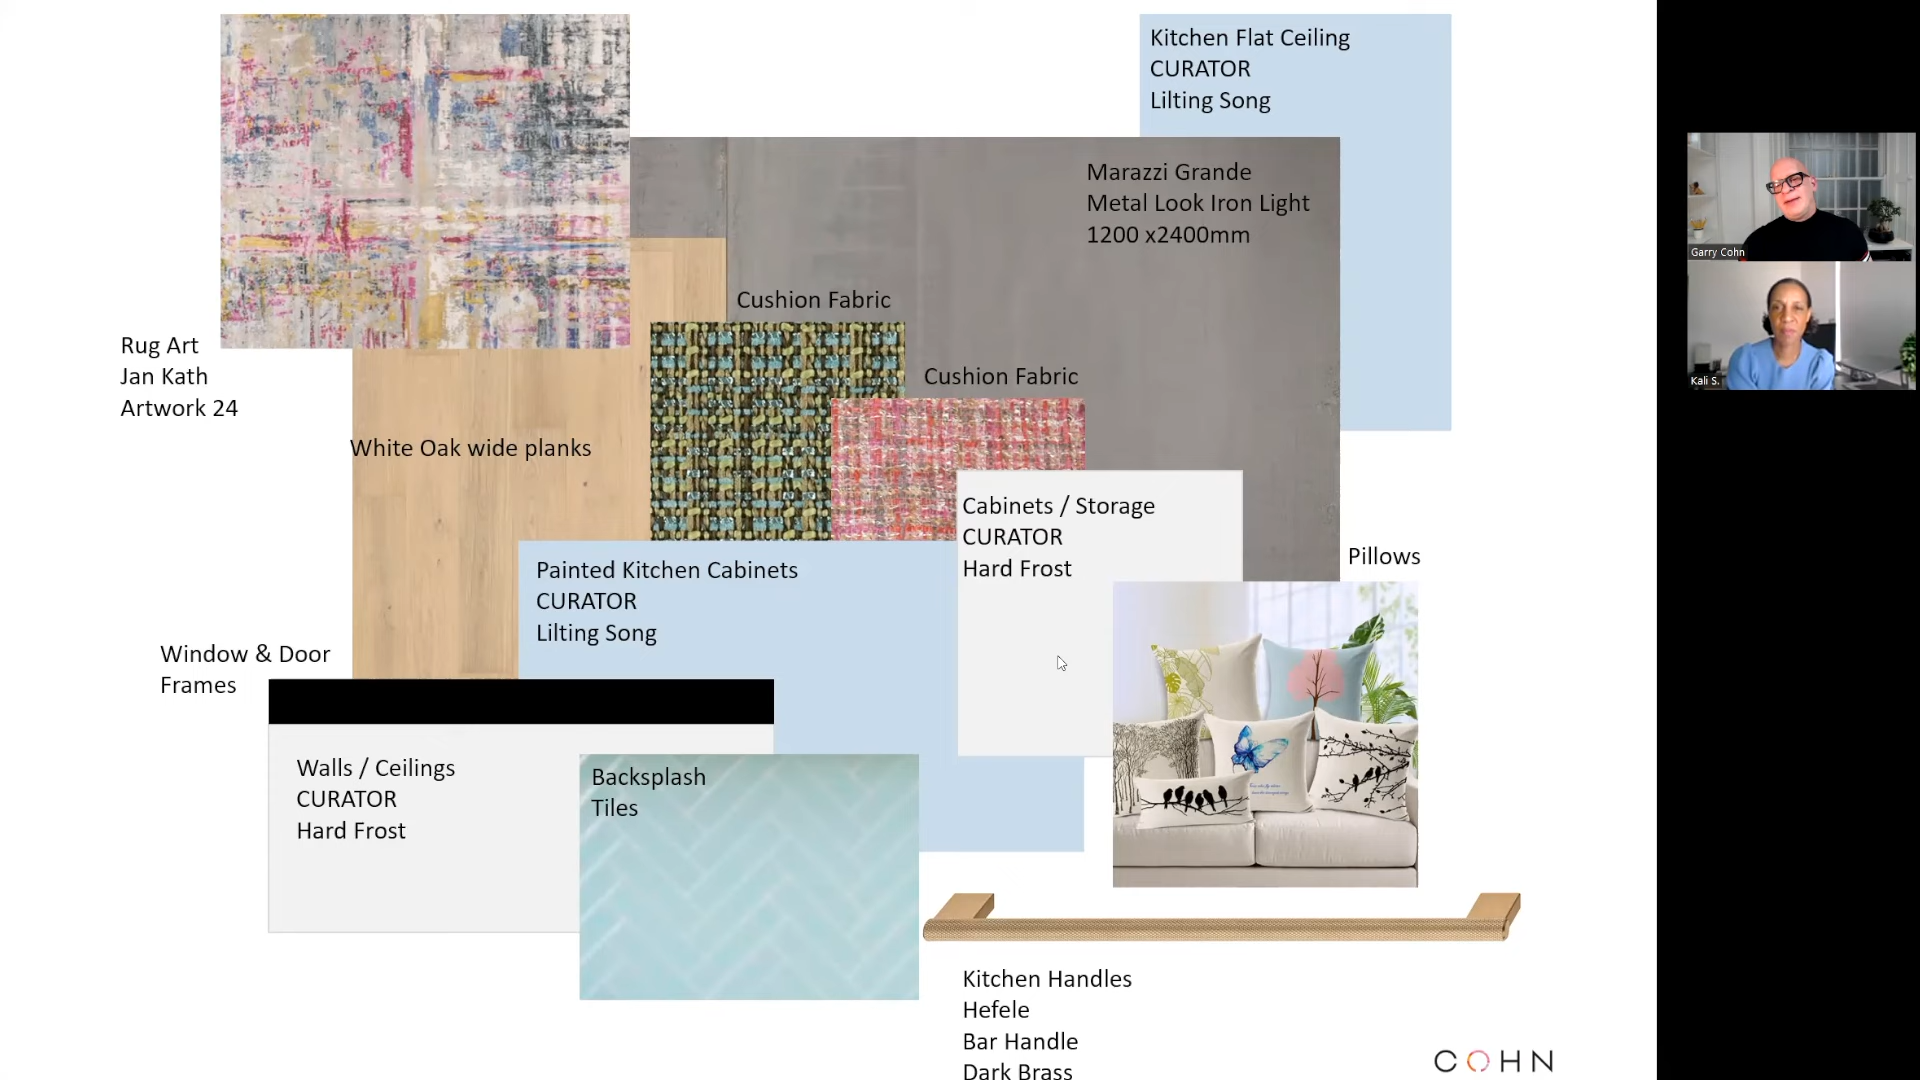 Kitchen Flat Ceiling
CURATOR
Lilting Song
Marazzi Grande
Metal Look Iron Light
1200 x2400mm
Cushion Fabric
Rug Art
Jan Kath
Artwork 24
Cushion Fabric
White Oak wide planks
Cabinets / Storage
CURATOR
Hard Frost
Pillows
Painted Kitchen Cabinets
CURATOR
Lilting Song
Window & Door
Frames
Walls / Ceilings
CURATOR
Hard Frost
Backsplash
Tiles
Kitchen Handles
Hefele
Bar Handle
Dark Brass
COHN
Garry Cohn
Kali S.